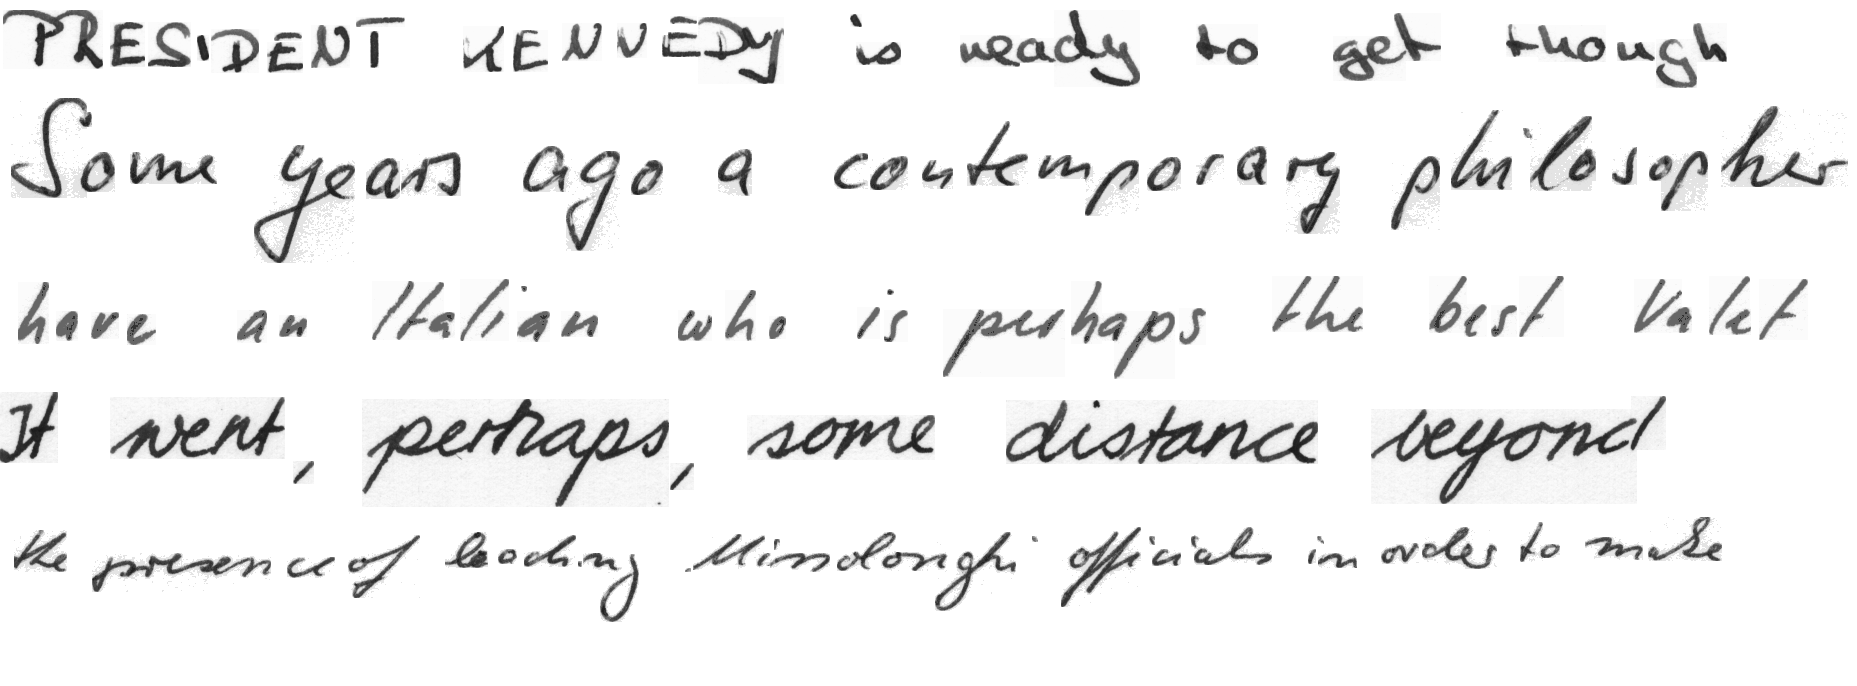 PRESIDENT KENNEDY is ready to get though
Some years ago a contemporary philosopher
have an Italian who is perhaps the best Valet
It went, perhaps, some distance beyond
the presence of leading Missolonghi officials in order to make